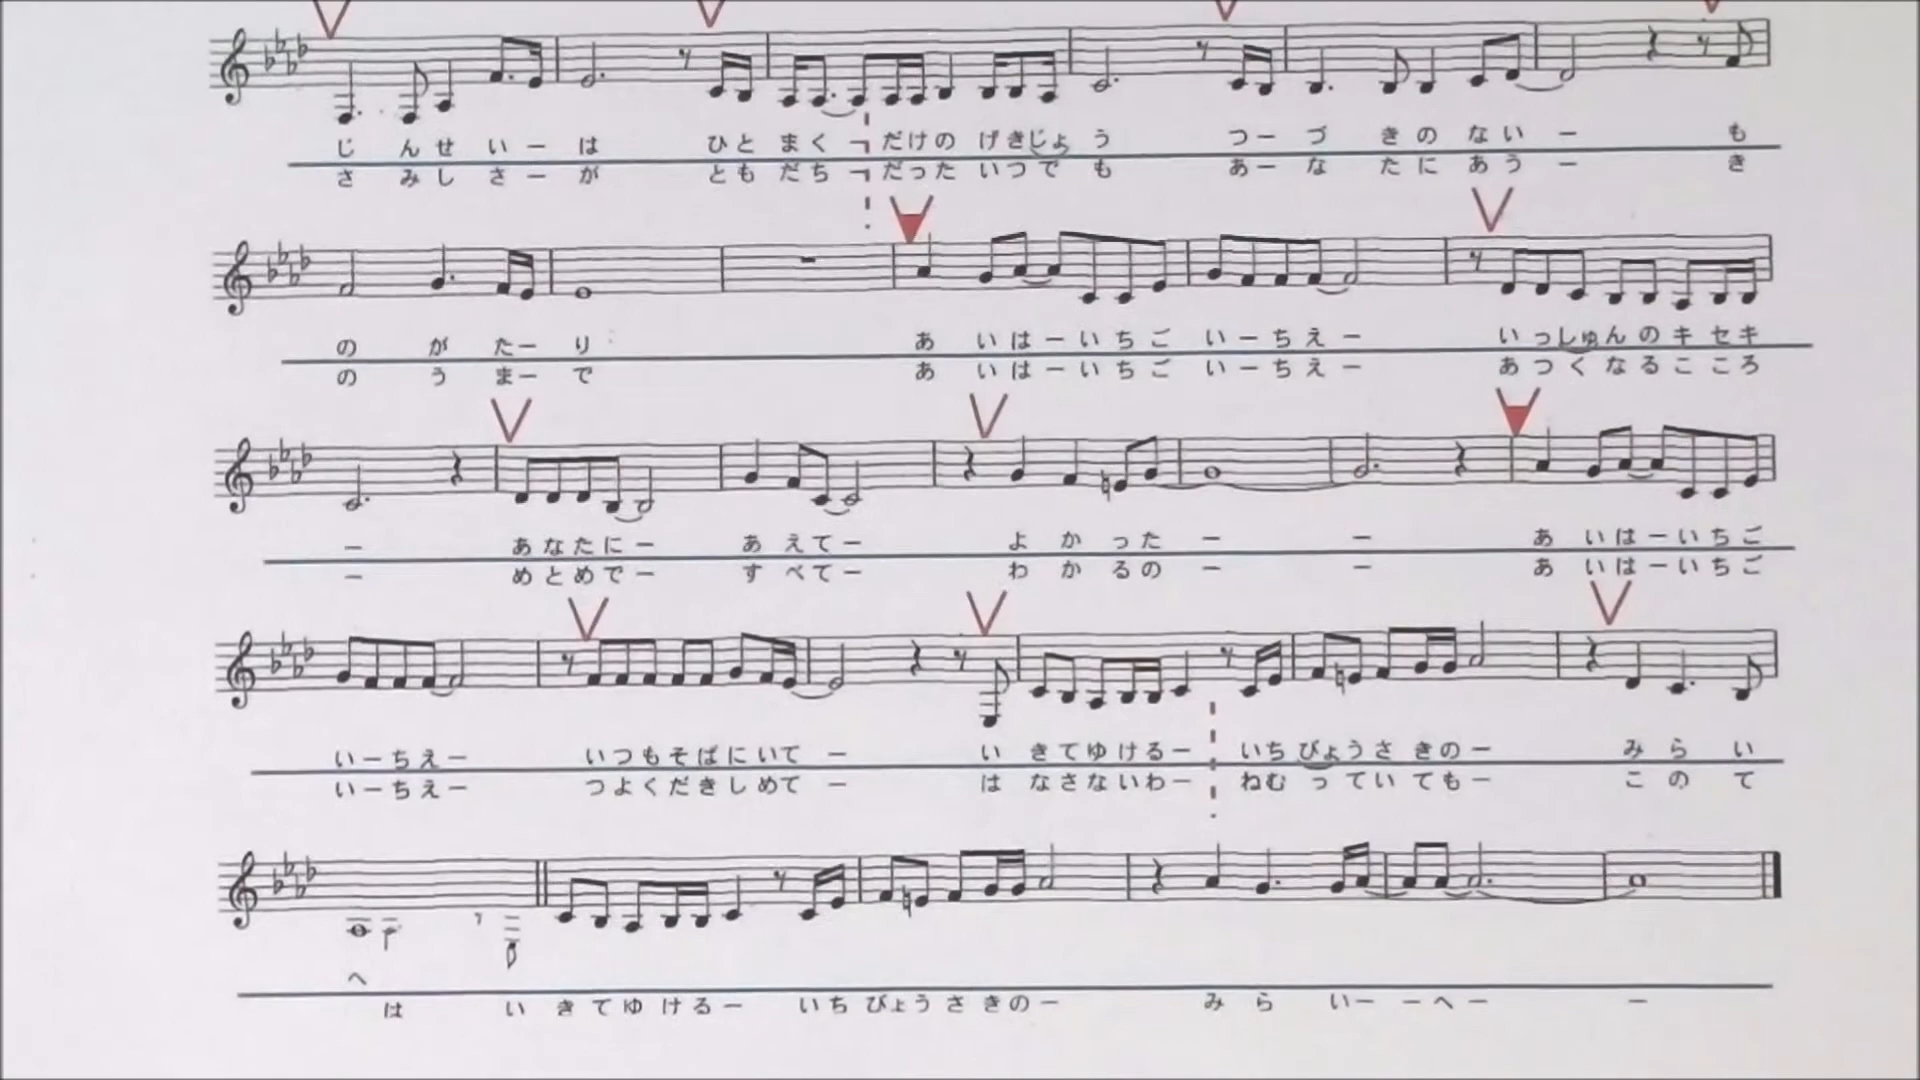 じんせいーは ひとまくーだけのげきじょう つーづきのないー も
さみしさーが ともだちーだったいつでも あーなたにあうー き
のがたーり あいはーいちごいーちえー いっしゅんのキセキ
のうまーで あいはーいちごいーちえー あつくなるこころ
ー あなたにー あえてー よかったー ー あいはーいちご
ー めとめでー すべてー わかるのー ー あいはーいちご
いーちえー いつもそばにいてー いきてゆけるー いちびょうさきのー みらい
いーちえー つよくだきしめてー はなさないわー ねむっていてもー このて
へ
は いきてゆけるー いちびょうさきのー みらいーーへー ー